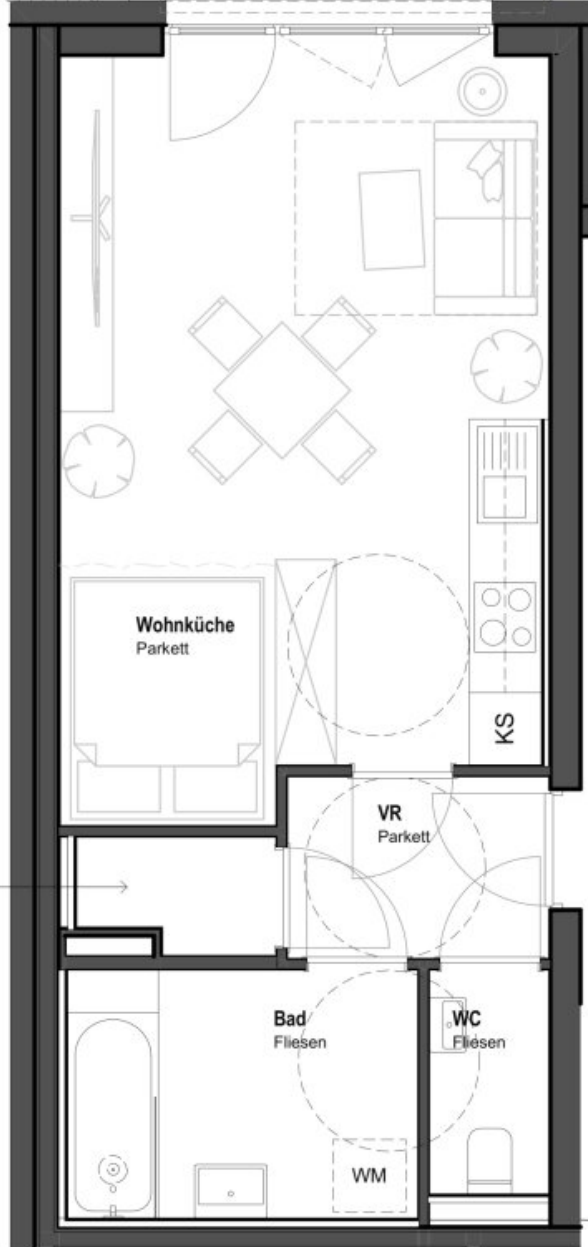 Wohnküche
Parkett
KS
VR
Parkett
Bad
Fliesen
WC
Fliesen
WM